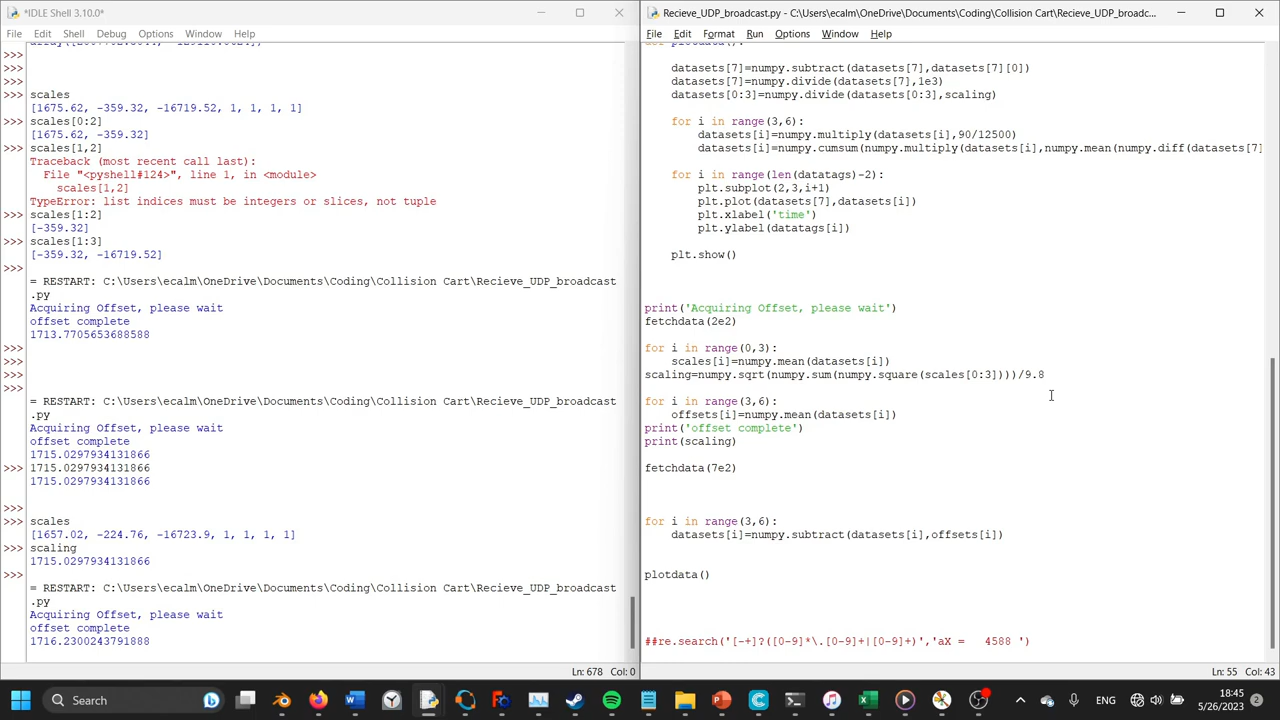 *IDLE Shell 3.10.0*
File Edit Shell Debug Options Window Help
>>>
>>>
>>>
>>> scales
[1675.62, -359.32, -16719.52, 1, 1, 1, 1]
>>> scales[0:2]
[1675.62, -359.32]
>>> scales[1,2]
Traceback (most recent call last):
File "<pyshell#124>", line 1, in <module>
scales[1,2]
TypeError: list indices must be integers or slices, not tuple
>>> scales[1:2]
[-359.32]
>>> scales[1:3]
[-359.32, -16719.52]
>>>
= RESTART: C:\Users\ecalm\OneDrive\Documents\Coding\Collision Cart\Recieve_UDP_broadcast
.py
Acquiring Offset, please wait
offset complete
1713.7705653688588
>>>
>>>
>>>
>>>
= RESTART: C:\Users\ecalm\OneDrive\Documents\Coding\Collision Cart\Recieve_UDP_broadcast
.py
Acquiring Offset, please wait
offset complete
1715.0297934131866
>>> 1715.0297934131866
1715.0297934131866
>>>
>>> scales
[1657.02, -224.76, -16723.9, 1, 1, 1, 1]
>>> scaling
1715.0297934131866
>>>
= RESTART: C:\Users\ecalm\OneDrive\Documents\Coding\Collision Cart\Recieve_UDP_broadcast
.py
Acquiring Offset, please wait
offset complete
1716.2300243791888
Ln: 678 Col: 0
Recieve_UDP_broadcast.py - C:\Users\ecalm\OneDrive\Documents\Coding\Collision Cart\Recieve_UDP_broadc...
File Edit Format Run Options Window Help
def plotdata():
datasets[7]=numpy.subtract(datasets[7],datasets[7][0])
datasets[7]=numpy.divide(datasets[7],1e3)
datasets[0:3]=numpy.divide(datasets[0:3],scaling)
for i in range(3,6):
datasets[i]=numpy.multiply(datasets[i],90/12500)
datasets[i]=numpy.cumsum(numpy.multiply(datasets[i],numpy.mean(numpy.diff(datasets[7]
for i in range(len(datatags)-2):
plt.subplot(2,3,i+1)
plt.plot(datasets[7],datasets[i])
plt.xlabel('time')
plt.ylabel(datatags[i])
plt.show()
print('Acquiring Offset, please wait')
fetchdata(2e2)
for i in range(0,3):
scales[i]=numpy.mean(datasets[i])
scaling=numpy.sqrt(numpy.sum(numpy.square(scales[0:3])))/9.8
for i in range(3,6):
offsets[i]=numpy.mean(datasets[i])
print('offset complete')
print(scaling)
fetchdata(7e2)
for i in range(3,6):
datasets[i]=numpy.subtract(datasets[i],offsets[i])
plotdata()
##re.search('[-+]?([0-9]*\.[0-9]+|[0-9]+)','aX =   4588 ')
Ln: 55 Col: 43
Search
ENG
18:45
5/26/2023